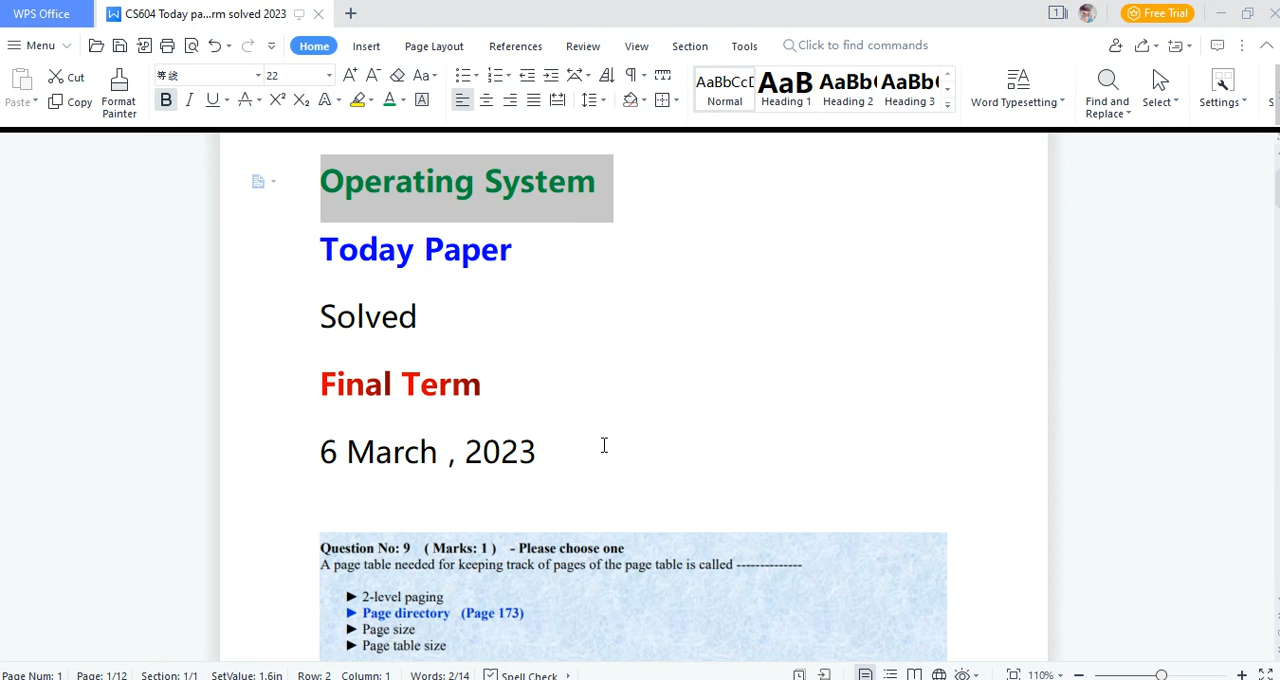 WPS Office
CS604 Today pa...rm solved 2023
Free Trial
Menu
Home
Insert
Page Layout
References
Review
View
Section
Tools
Click to find commands
Paste
Cut
Copy
Format
Painter
等线
22
AaBbCcD
Normal
AaB
Heading 1
AaBb(
Heading 2
AaBb(
Heading 3
Word Typesetting
Find and
Replace
Select
Settings
Operating System
Today Paper
Solved
Final Term
6 March , 2023
Question No: 9 ( Marks: 1 ) - Please choose one
A page table needed for keeping track of pages of the page table is called --------------
► 2-level paging
► Page directory (Page 173)
► Page size
► Page table size
Page Num: 1 Page: 1/12 Section: 1/1 SetValue: 1.6in Row: 2 Column: 1 Words: 2/14 Spell Check 110%